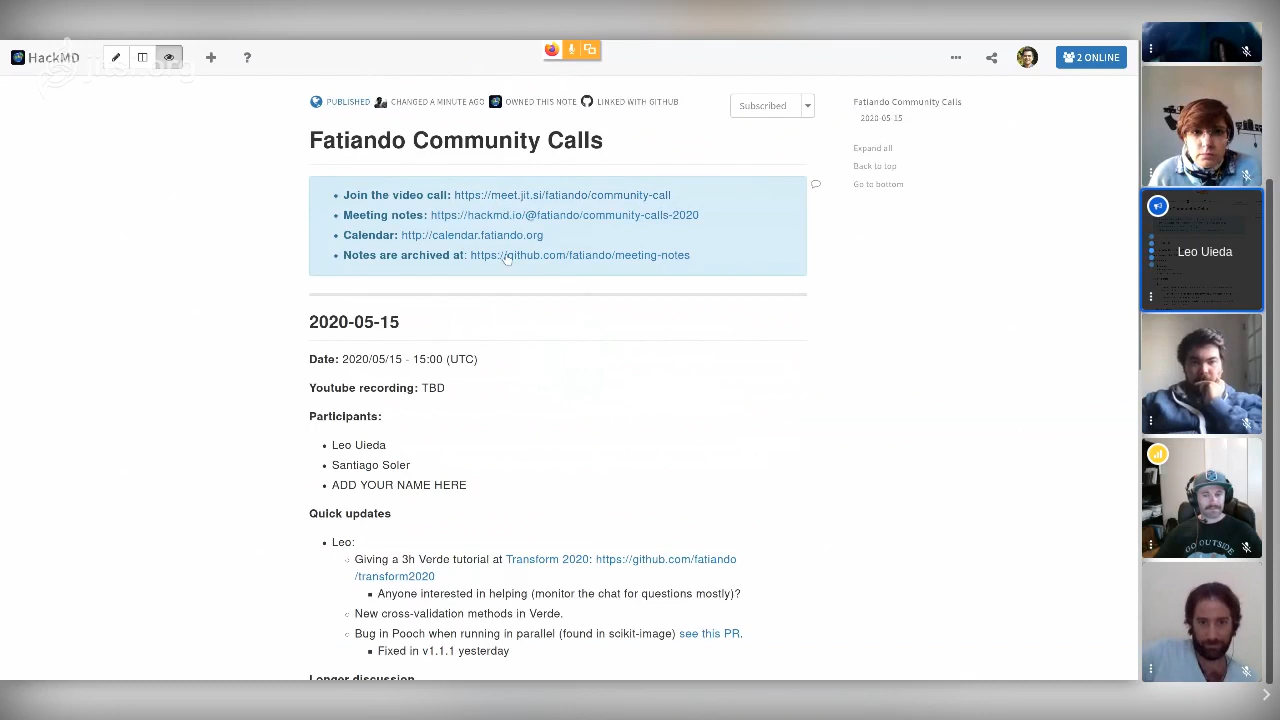 HackMD
jitsi.org
?
2 ONLINE
PUBLISHED CHANGED A MINUTE AGO OWNED THIS NOTE LINKED WITH GITHUB
Subscribed
Fatiando Community Calls
2020-05-15
Expand all
Back to top
Go to bottom
Fatiando Community Calls
Join the video call: https://meet.jit.si/fatiando/community-call
Meeting notes: https://hackmd.io/@fatiando/community-calls-2020
Calendar: http://calendar.fatiando.org
Notes are archived at: https://github.com/fatiando/meeting-notes
2020-05-15
Date: 2020/05/15 - 15:00 (UTC)
Youtube recording: TBD
Participants:
Leo Uieda
Santiago Soler
ADD YOUR NAME HERE
Quick updates
Leo:
Giving a 3h Verde tutorial at Transform 2020: https://github.com/fatiando
/transform2020
Anyone interested in helping (monitor the chat for questions mostly)?
New cross-validation methods in Verde.
Bug in Pooch when running in parallel (found in scikit-image) see this PR.
Fixed in v1.1.1 yesterday
Longer discussion
Leo Uieda
GO OUTSIDE